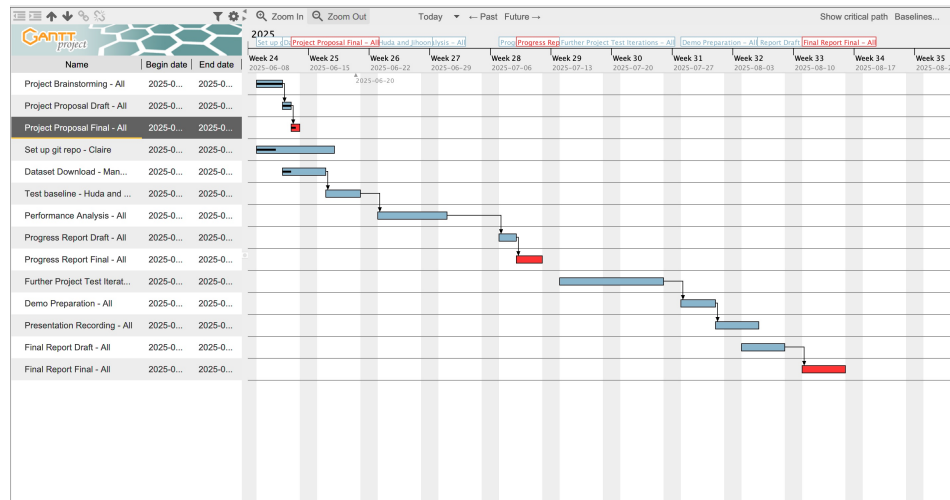 Zoom In Zoom Out Today ← Past Future → Show critical path Baselines...
GANTT project
2025
Set up Project Proposal Final - All Huda and Jihoon lysis - All Prog Progress Rep Further Project Test Iterations - All Demo Preparation - All Report Draft Final Report Final - All
Name Begin date End date
Week 24 Week 25 Week 26 Week 27 Week 28 Week 29 Week 30 Week 31 Week 32 Week 33 Week 34 Week 35
2025-06-08 2025-06-15 2025-06-22 2025-06-29 2025-07-06 2025-07-13 2025-07-20 2025-07-27 2025-08-03 2025-08-10 2025-08-17 2025-08-2
2025-06-20
Project Brainstorming - All 2025-0... 2025-0...
Project Proposal Draft - All 2025-0... 2025-0...
Project Proposal Final - All 2025-0... 2025-0...
Set up git repo - Claire 2025-0... 2025-0...
Dataset Download - Man... 2025-0... 2025-0...
Test baseline - Huda and ... 2025-0... 2025-0...
Performance Analysis - All 2025-0... 2025-0...
Progress Report Draft - All 2025-0... 2025-0...
Progress Report Final - All 2025-0... 2025-0...
Further Project Test Iterat... 2025-0... 2025-0...
Demo Preparation - All 2025-0... 2025-0...
Presentation Recording - All 2025-0... 2025-0...
Final Report Draft - All 2025-0... 2025-0...
Final Report Final - All 2025-0... 2025-0...